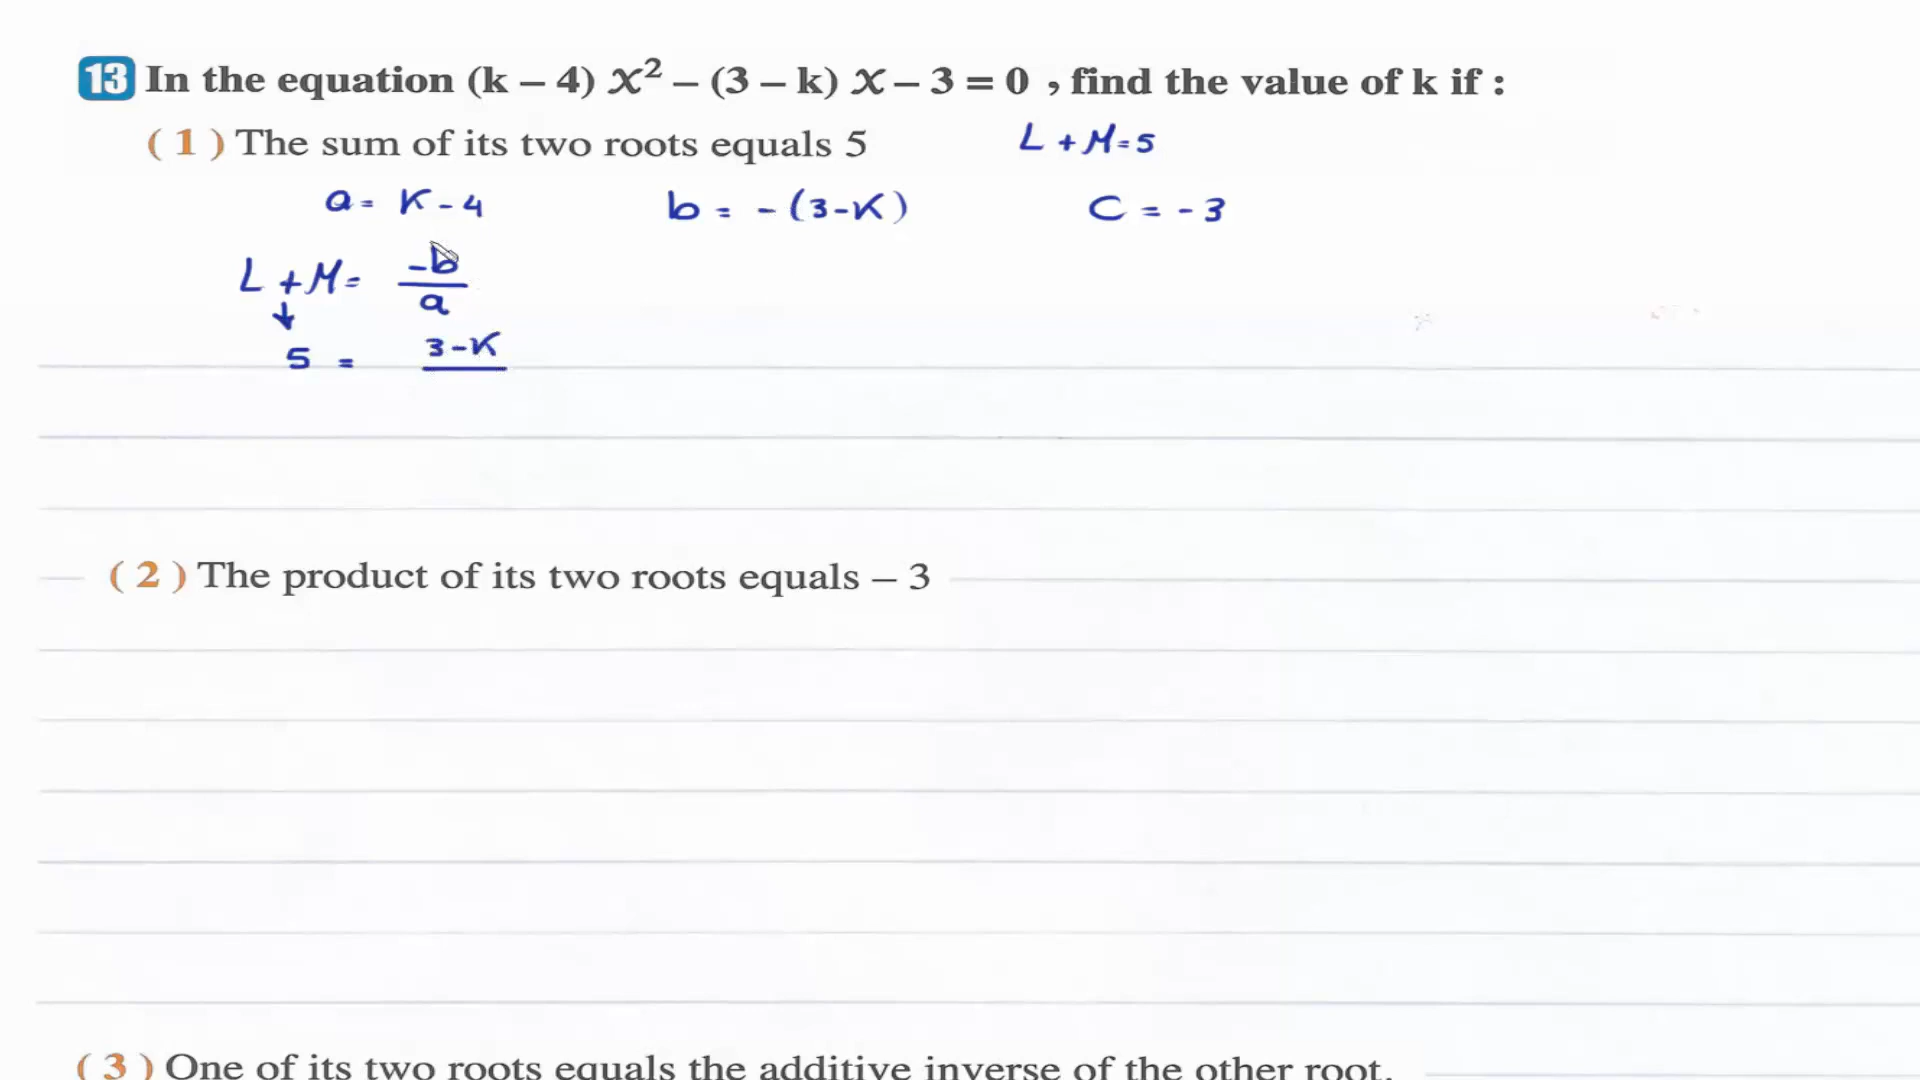 13 In the equation (k – 4) x² – (3 – k) x – 3 = 0 , find the value of k if :
( 1 ) The sum of its two roots equals 5 L + M = 5
a = K - 4 b = - (3 - K) C = - 3
L + M = -b / a
↓
5 = 3 - K
( 2 ) The product of its two roots equals – 3
( 3 ) One of its two roots equals the additive inverse of the other root.